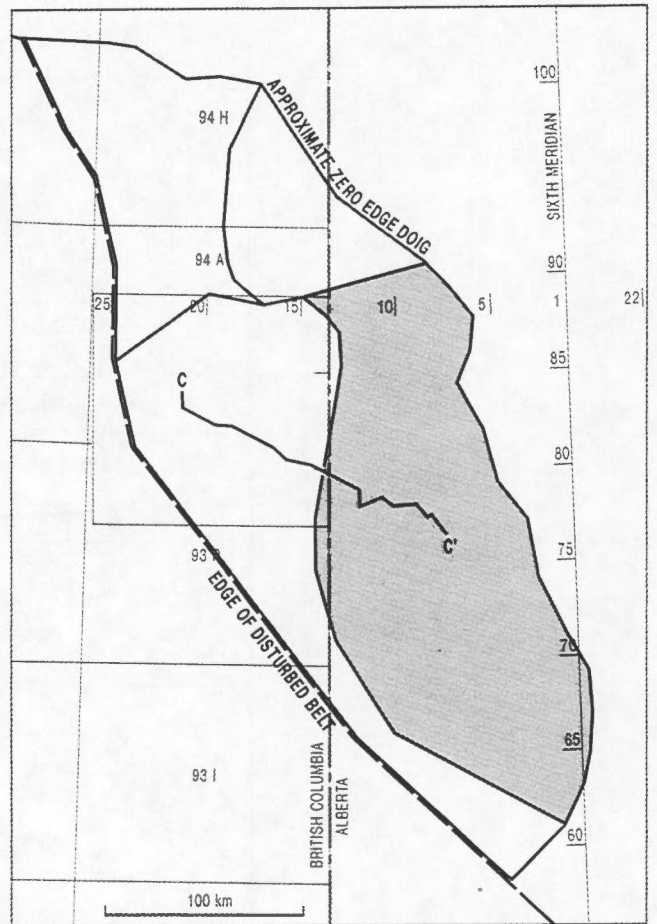 100
94 H
APPROXIMATE ZERO EDGE DOIG
SIXTH MERIDIAN
94 A
90
25
20
15
10
5
1
22
85
C
80
C'
75
93 P
EDGE OF DISTURBED BELT
70
65
93 I
BRITISH COLUMBIA
ALBERTA
60
100 km